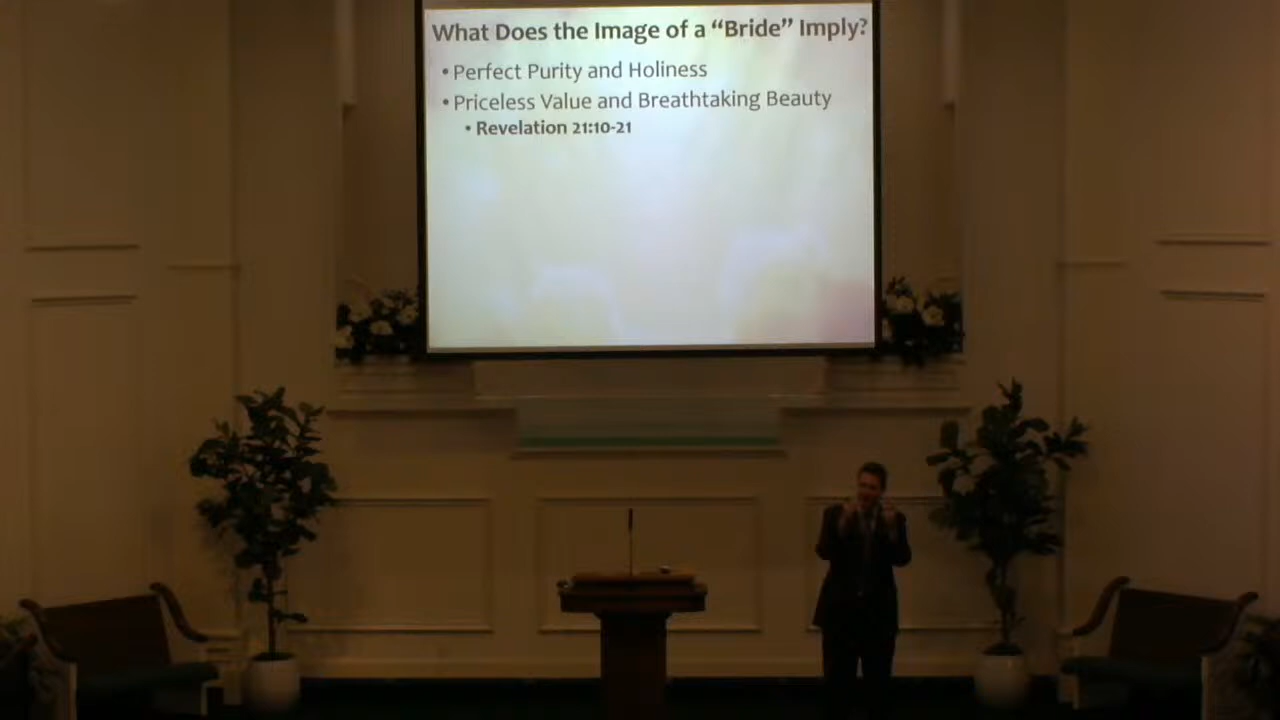 What Does the Image of a “Bride” Imply?
• Perfect Purity and Holiness
• Priceless Value and Breathtaking Beauty
• Revelation 21:10-21